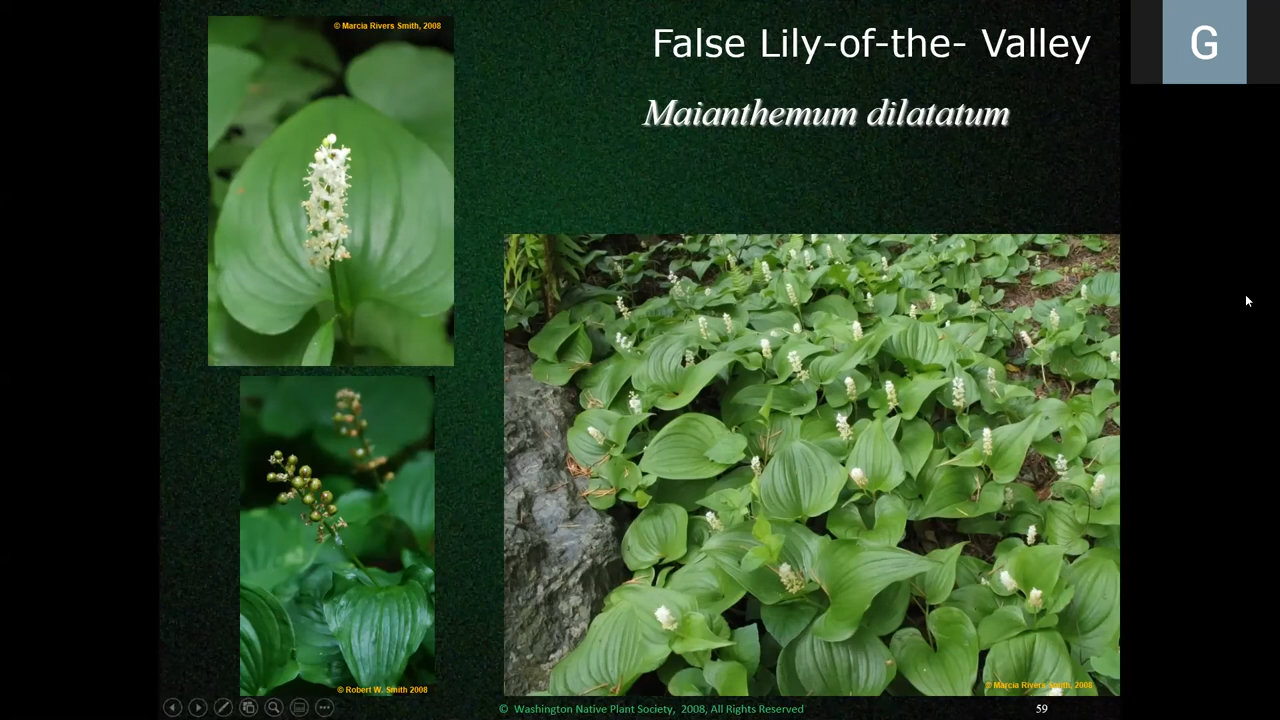 © Marcia Rivers Smith, 2008
False Lily-of-the- Valley
G
Maianthemum dilatatum
© Robert W. Smith 2008
© Marcia Rivers Smith, 2008
© Washington Native Plant Society, 2008, All Rights Reserved
59